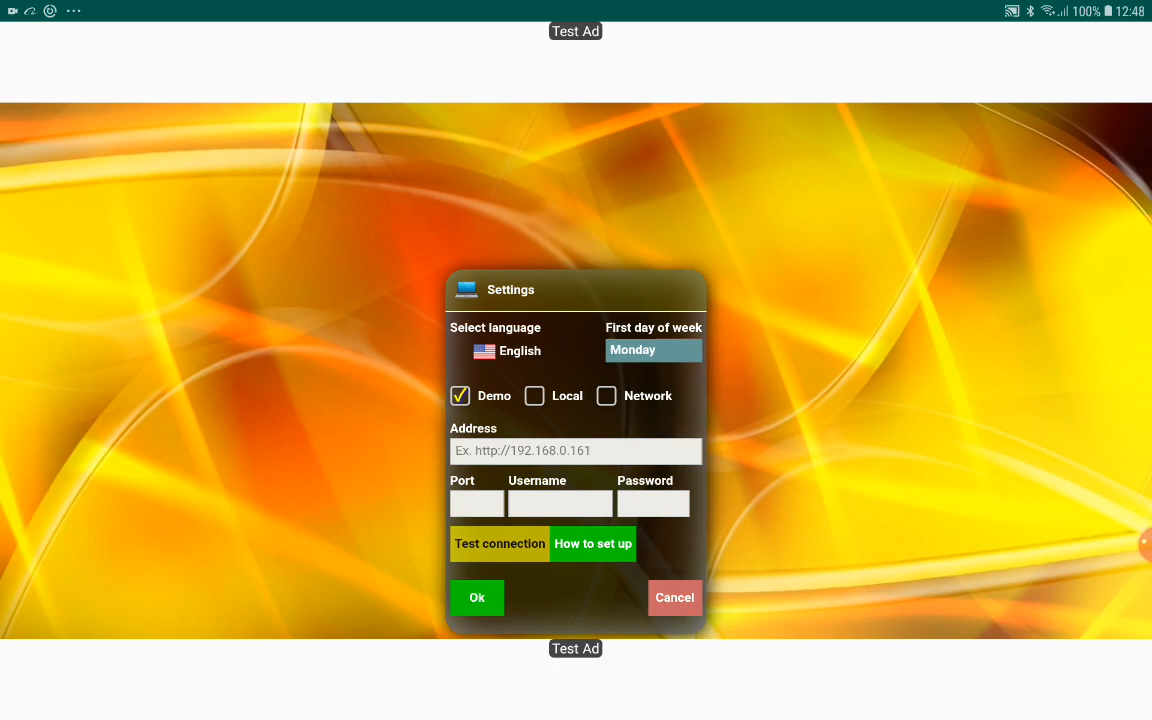 100% 12:48
Test Ad
Settings
Select language First day of week
English Monday
Demo Local Network
Address
Ex. http://192.168.0.161
Port Username Password
Test connection How to set up
Ok Cancel
Test Ad